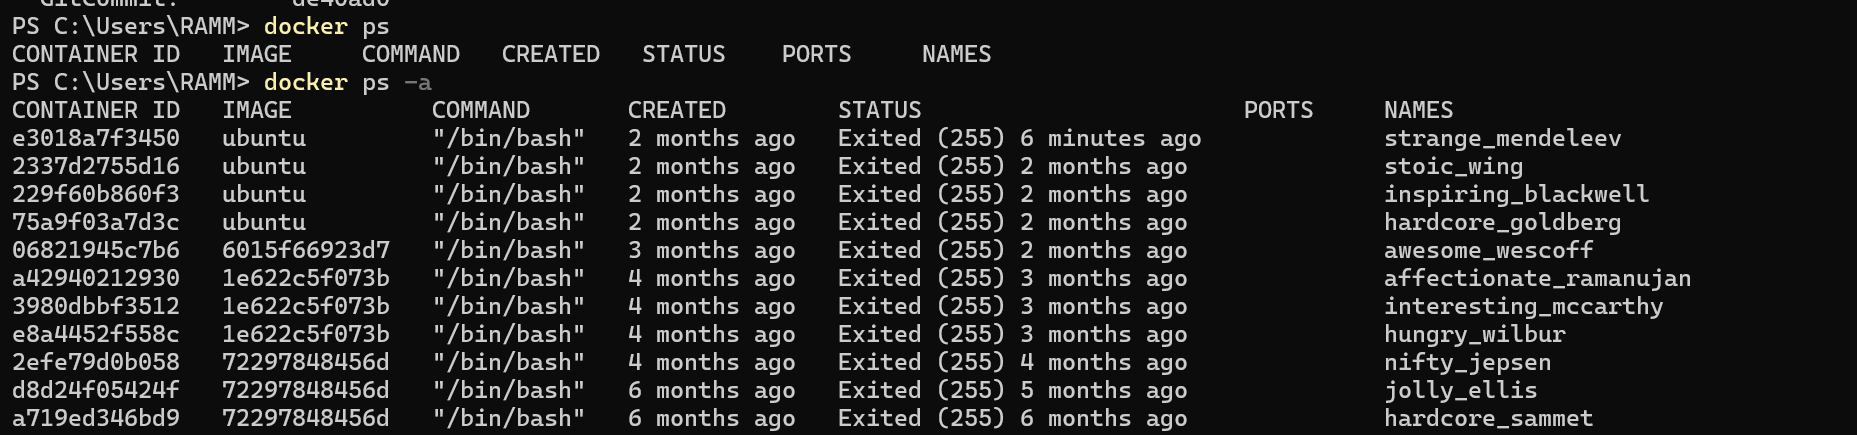 GitCommit: de40ad0
PS C:\Users\RAMM> docker ps
CONTAINER ID   IMAGE     COMMAND   CREATED   STATUS    PORTS     NAMES
PS C:\Users\RAMM> docker ps -a
CONTAINER ID   IMAGE          COMMAND       CREATED        STATUS                       PORTS     NAMES
e3018a7f3450   ubuntu         "/bin/bash"   2 months ago   Exited (255) 6 minutes ago             strange_mendeleev
2337d2755d16   ubuntu         "/bin/bash"   2 months ago   Exited (255) 2 months ago              stoic_wing
229f60b860f3   ubuntu         "/bin/bash"   2 months ago   Exited (255) 2 months ago              inspiring_blackwell
75a9f03a7d3c   ubuntu         "/bin/bash"   2 months ago   Exited (255) 2 months ago              hardcore_goldberg
06821945c7b6   6015f66923d7   "/bin/bash"   3 months ago   Exited (255) 2 months ago              awesome_wescoff
a42940212930   1e622c5f073b   "/bin/bash"   4 months ago   Exited (255) 3 months ago              affectionate_ramanujan
3980dbbf3512   1e622c5f073b   "/bin/bash"   4 months ago   Exited (255) 3 months ago              interesting_mccarthy
e8a4452f558c   1e622c5f073b   "/bin/bash"   4 months ago   Exited (255) 3 months ago              hungry_wilbur
2efe79d0b058   72297848456d   "/bin/bash"   4 months ago   Exited (255) 4 months ago              nifty_jepsen
d8d24f05424f   72297848456d   "/bin/bash"   6 months ago   Exited (255) 5 months ago              jolly_ellis
a719ed346bd9   72297848456d   "/bin/bash"   6 months ago   Exited (255) 6 months ago              hardcore_sammet